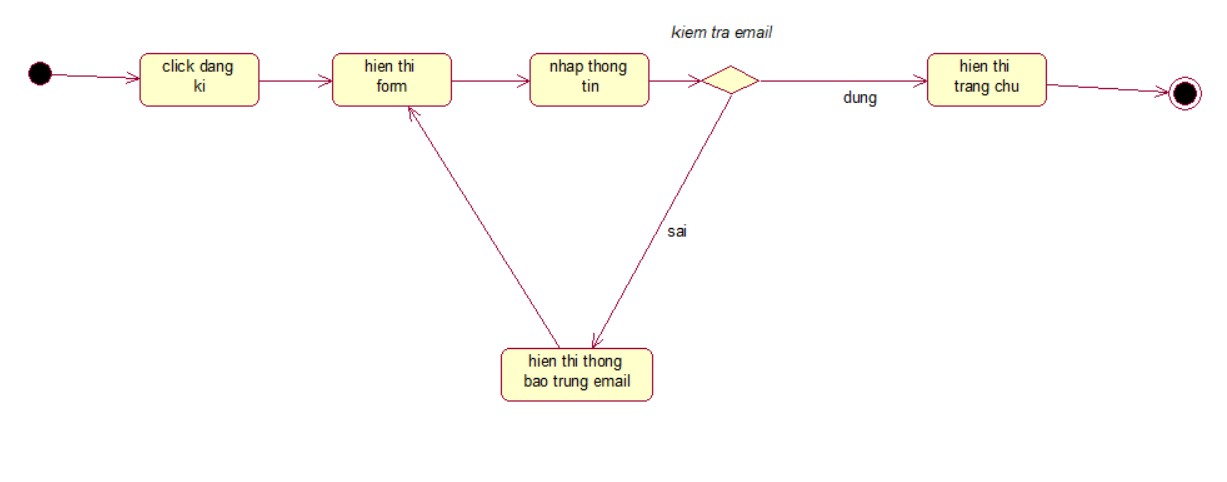 kiem tra email
click dang
ki
hien thi
form
nhap thong
tin
hien thi
trang chu
dung
sai
hien thi thong
bao trung email